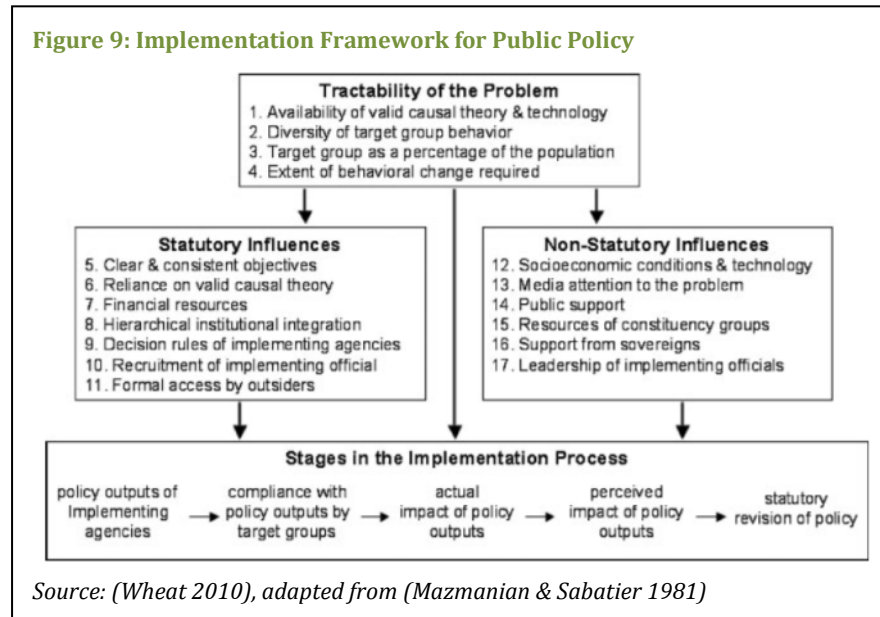 Figure 9: Implementation Framework for Public Policy
Tractability of the Problem
1. Availability of valid causal theory & technology
2. Diversity of target group behavior
3. Target group as a percentage of the population
4. Extent of behavioral change required
Statutory Influences
5. Clear & consistent objectives
6. Reliance on valid causal theory
7. Financial resources
8. Hierarchical institutional integration
9. Decision rules of implementing agencies
10. Recruitment of implementing official
11. Formal access by outsiders
Non-Statutory Influences
12. Socioeconomic conditions & technology
13. Media attention to the problem
14. Public support
15. Resources of constituency groups
16. Support from sovereigns
17. Leadership of implementing officials
Stages in the Implementation Process
policy outputs of
Implementing
agencies
compliance with
policy outputs by
target groups
actual
impact of policy
outputs
perceived
impact of policy
outputs
statutory
revision of policy
Source: (Wheat 2010), adapted from (Mazmanian & Sabatier 1981)